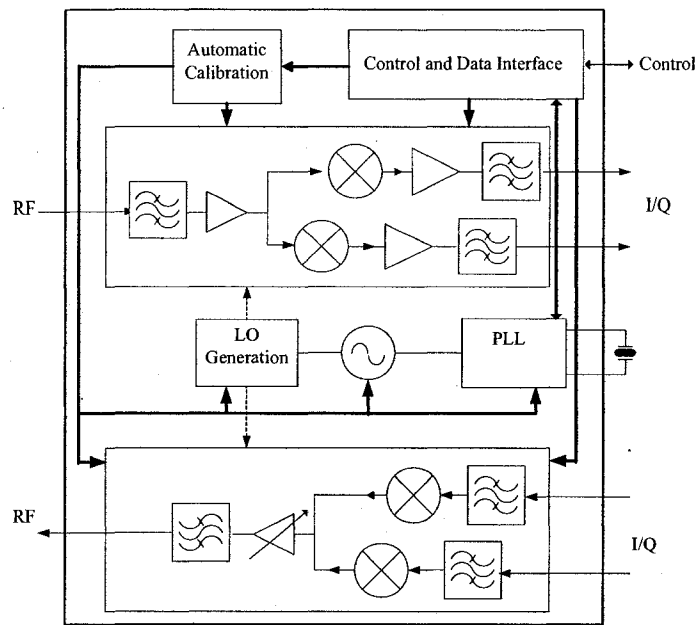 Automatic
Calibration
Control and Data Interface
Control
RF
I/Q
LO
Generation
PLL
RF
I/Q